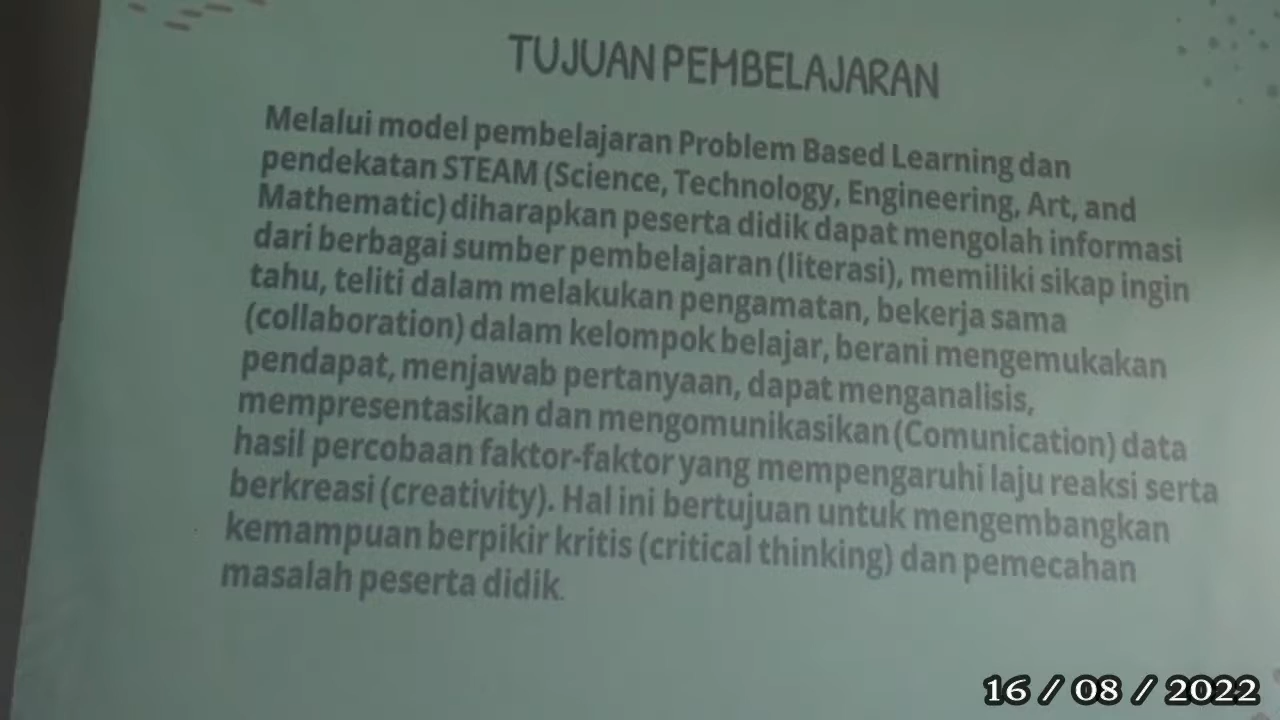 TUJUAN PEMBELAJARAN
Melalui model pembelajaran Problem Based Learning dan
pendekatan STEAM (Science, Technology, Engineering, Art, and
Mathematic) diharapkan peserta didik dapat mengolah informasi
dari berbagai sumber pembelajaran (literasi), memiliki sikap ingin
tahu, teliti dalam melakukan pengamatan, bekerja sama
(collaboration) dalam kelompok belajar, berani mengemukakan
pendapat, menjawab pertanyaan, dapat menganalisis,
mempresentasikan dan mengomunikasikan (Comunication) data
hasil percobaan faktor-faktor yang mempengaruhi laju reaksi serta
berkreasi (creativity). Hal ini bertujuan untuk mengembangkan
kemampuan berpikir kritis (critical thinking) dan pemecahan
masalah peserta didik.
16 / 08 / 2022